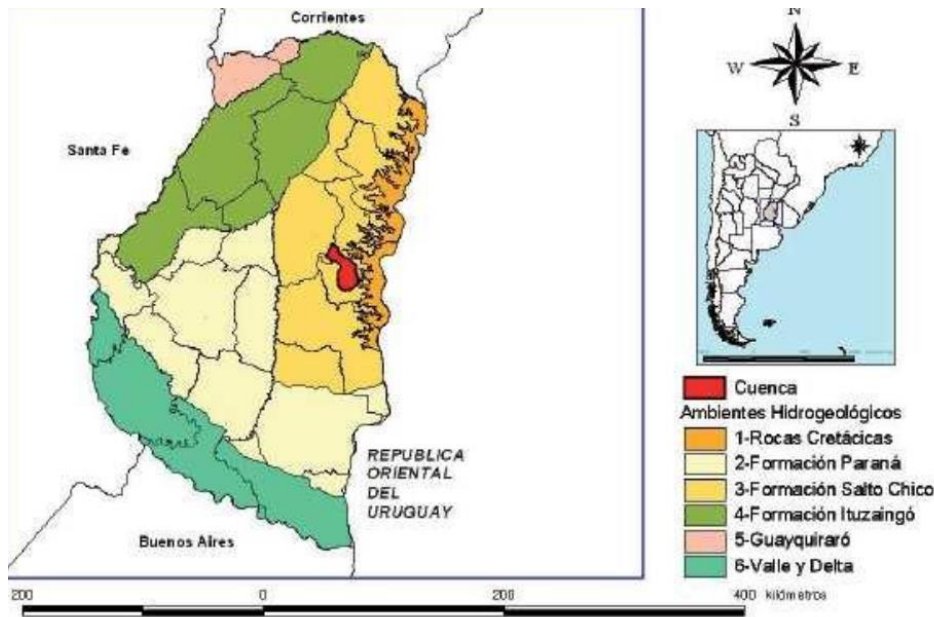 Corrientes
N
W
E
S
Santa Fe
Cuenca
Ambientes Hidrogeológicos
1-Rocas Cretácicas
2-Formación Paraná
3-Formación Salto Chico
4-Formación Ituzaingó
5-Guayquiraró
6-Valle y Delta
REPUBLICA
ORIENTAL
DEL
URUGUAY
Buenos Aires
200
0
200
400 kilómetros